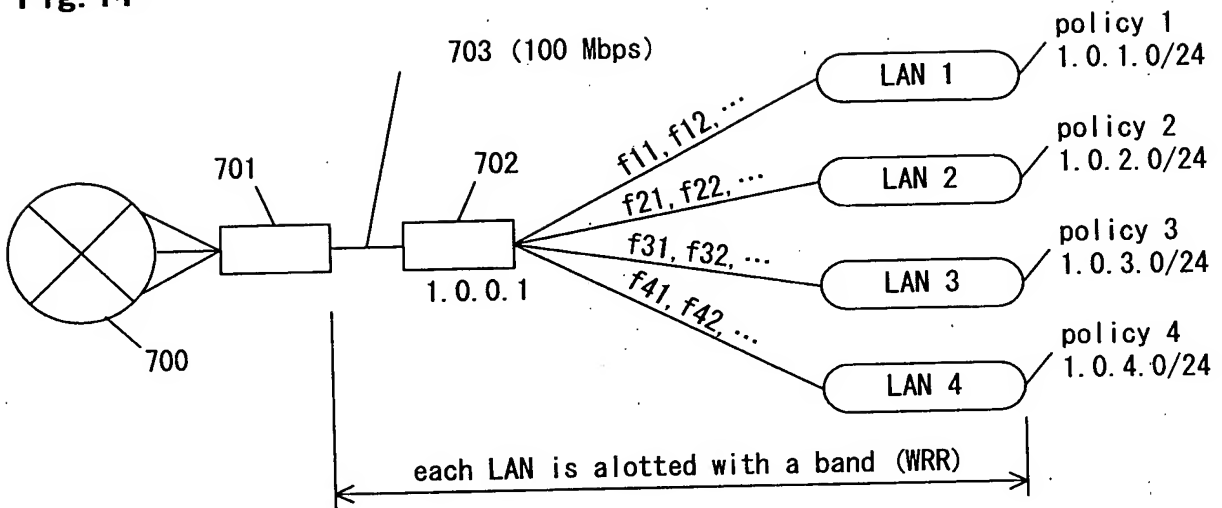 703 (100 Mbps)
policy 1
1.0.1.0/24
LAN 1
f11, f12, ...
policy 2
1.0.2.0/24
LAN 2
f21, f22, ...
701
702
1.0.0.1
policy 3
1.0.3.0/24
LAN 3
f31, f32, ...
700
policy 4
1.0.4.0/24
LAN 4
f41, f42, ...
each LAN is alotted with a band (WRR)